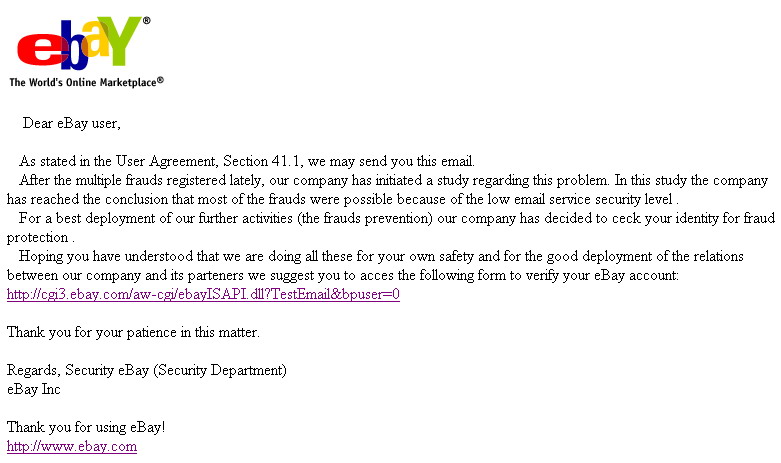 ebaY®
The World's Online Marketplace®
Dear eBay user,
As stated in the User Agreement, Section 41.1, we may send you this email.
After the multiple frauds registered lately, our company has initiated a study regarding this problem. In this study the company
has reached the conclusion that most of the frauds were possible because of the low email service security level .
For a best deployment of our further activities (the frauds prevention) our company has decided to ceck your identity for fraud
protection .
Hoping you have understood that we are doing all these for your own safety and for the good deployment of the relations
between our company and its parteners we suggest you to acces the following form to verify your eBay account:
http://cgi3.ebay.com/aw-cgi/ebayISAPI.dll?TestEmail&bpuser=0
Thank you for your patience in this matter.
Regards, Security eBay (Security Department)
eBay Inc
Thank you for using eBay!
http://www.ebay.com